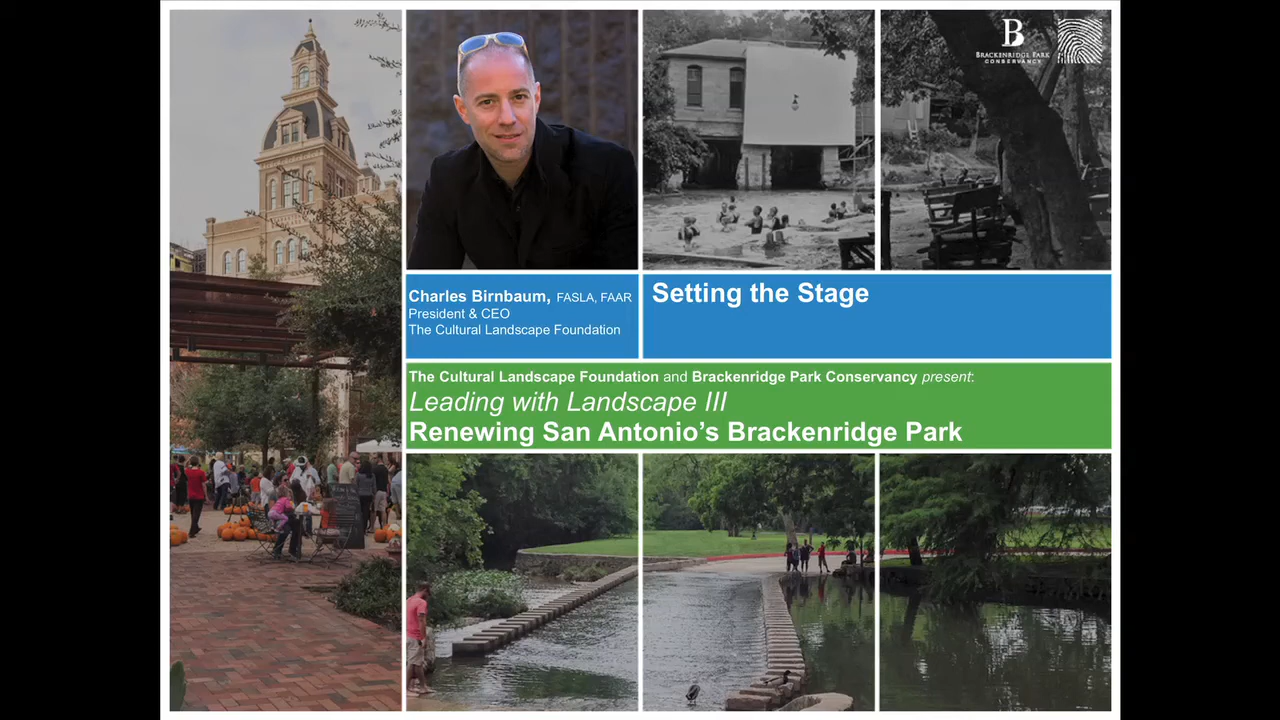 B
BRACKENRIDGE PARK
CONSERVANCY
Charles Birnbaum, FASLA, FAAR
President & CEO
The Cultural Landscape Foundation
Setting the Stage
The Cultural Landscape Foundation and Brackenridge Park Conservancy present:
Leading with Landscape III
Renewing San Antonio’s Brackenridge Park